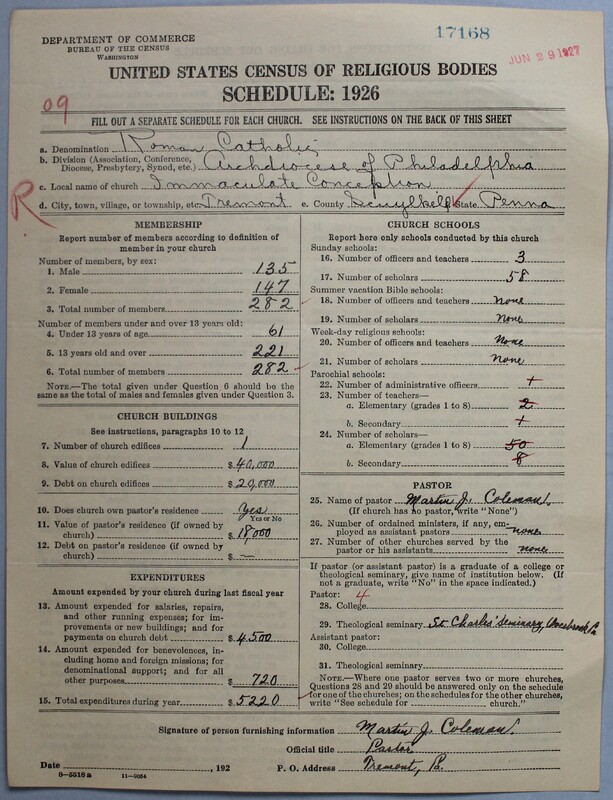 DEPARTMENT OF COMMERCE
BUREAU OF THE CENSUS
WASHINGTON
17168
JUN 29 1927
UNITED STATES CENSUS OF RELIGIOUS BODIES
SCHEDULE: 1926
09
FILL OUT A SEPARATE SCHEDULE FOR EACH CHURCH. SEE INSTRUCTIONS ON THE BACK OF THIS SHEET
a. Denomination Roman Catholic
b. Division (Association, Conference, Diocese, Presbytery, Synod, etc.) Archdiocese of Philadelphia
c. Local name of church Immaculate Conception
R
d. City, town, village, or township, etc. Tremont e. County Scuylkill State Penna
MEMBERSHIP
Report number of members according to definition of member in your church
Number of members, by sex:
1. Male 135
2. Female 147
3. Total number of members 282
Number of members under and over 13 years old:
4. Under 13 years of age 61
5. 13 years old and over 221
6. Total number of members 282
NOTE.—The total given under Question 6 should be the same as the total of males and females given under Question 3.
CHURCH BUILDINGS
See instructions, paragraphs 10 to 12
7. Number of church edifices 1
8. Value of church edifices $ 40,000
9. Debt on church edifices $ 20,000
10. Does church own pastor's residence Yes
Yes or No
11. Value of pastor's residence (if owned by church) $ 18,000
12. Debt on pastor's residence (if owned by church) $ —
EXPENDITURES
Amount expended by your church during last fiscal year
13. Amount expended for salaries, repairs, and other running expenses; for improvements or new buildings; and for payments on church debt $ 4500
14. Amount expended for benevolences, including home and foreign missions; for denominational support; and for all other purposes $ 720
15. Total expenditures during year $ 5220
CHURCH SCHOOLS
Report here only schools conducted by this church
Sunday schools:
16. Number of officers and teachers 3
17. Number of scholars 58
Summer vacation Bible schools:
18. Number of officers and teachers none
19. Number of scholars None
Week-day religious schools:
20. Number of officers and teachers None
21. Number of scholars None
Parochial schools:
22. Number of administrative officers 1
23. Number of teachers—
a. Elementary (grades 1 to 8) 2
b. Secondary 1
24. Number of scholars—
a. Elementary (grades 1 to 8) 50
b. Secondary 8
PASTOR
25. Name of pastor Martin J. Coleman.
(If church has no pastor, write "None")
26. Number of ordained ministers, if any, employed as assistant pastors none
27. Number of other churches served by the pastor or his assistants none
If pastor (or assistant pastor) is a graduate of a college or theological seminary, give name of institution below. (If not a graduate, write "No" in the space indicated.)
Pastor: 4
28. College
29. Theological seminary St Charles' Seminary, Overbrook Pa
Assistant pastor:
30. College
31. Theological seminary
NOTE.—Where one pastor serves two or more churches, Questions 28 and 29 should be answered only on the schedule for one of the churches; on the schedules for the other churches, write "See schedule for church."
Signature of person furnishing information Martin J. Coleman.
Official title Pastor
Date , 192 P. O. Address Tremont, Pa.
8—5518 a 11—9054